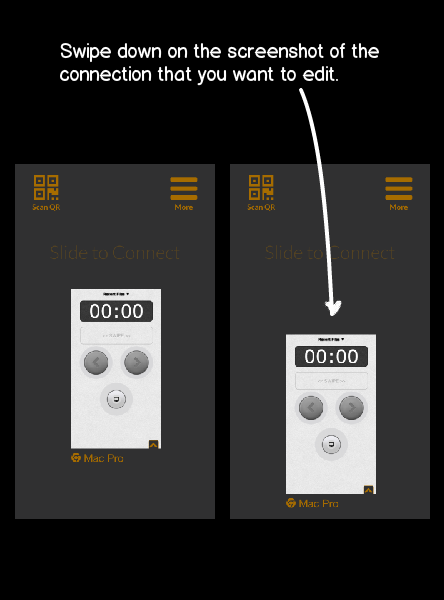 Swipe down on the screenshot of the
connection that you want to edit.
Scan QR
More
Slide to Connect
00:00
Mac Pro
Scan QR
More
Slide to Connect
00:00
Mac Pro